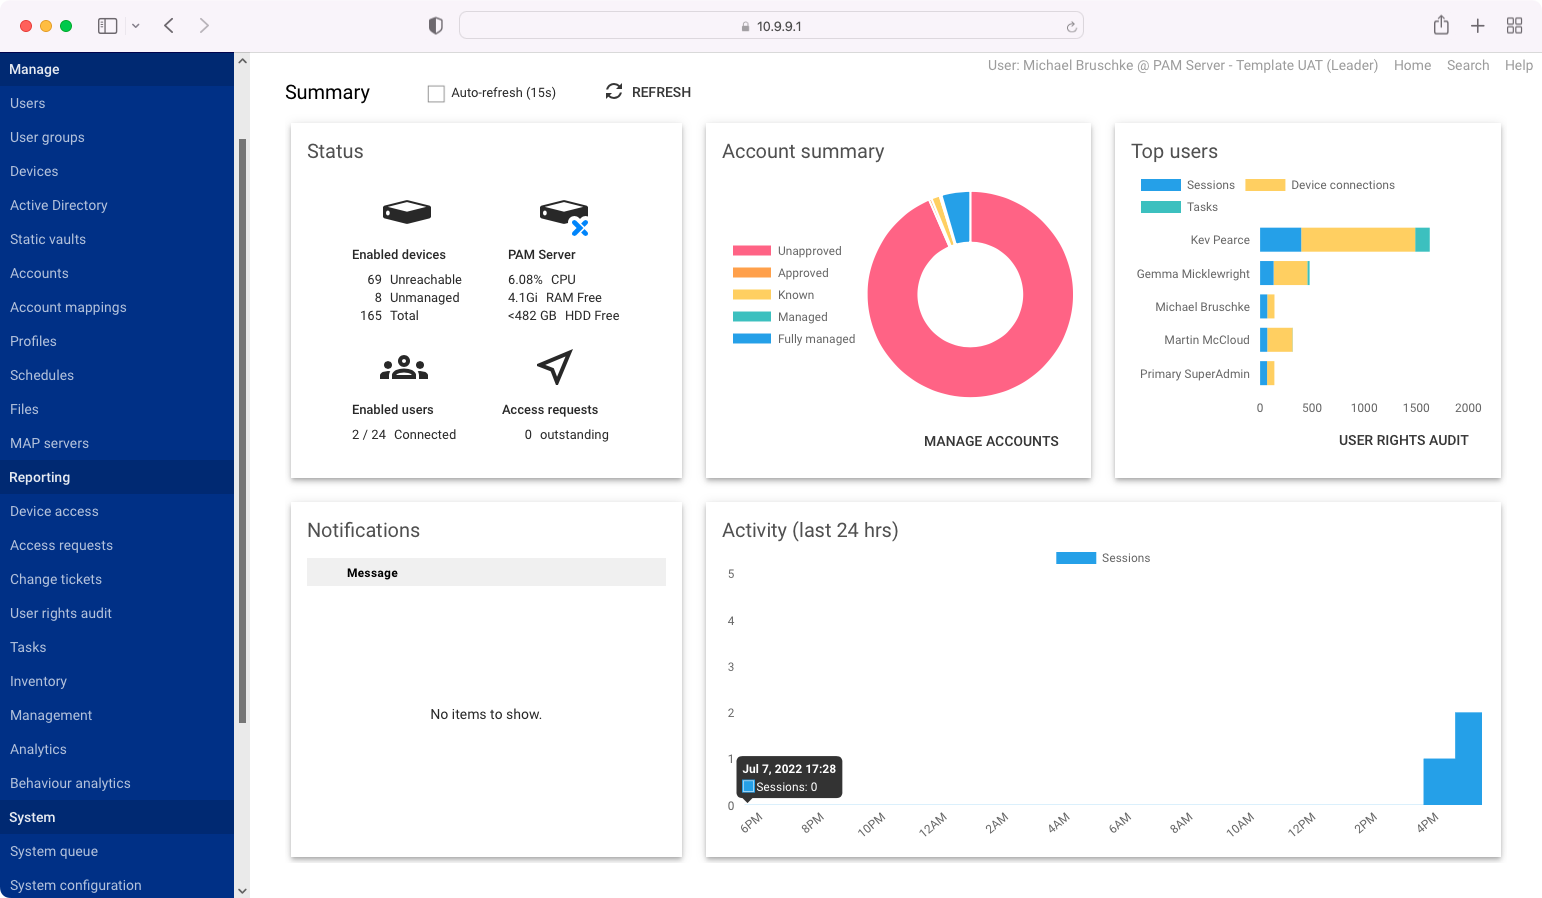 10.9.9.1
User: Michael Bruschke @ PAM Server - Template UAT (Leader) Home Search Help
Manage
Users
User groups
Devices
Active Directory
Static vaults
Accounts
Account mappings
Profiles
Schedules
Files
MAP servers
Reporting
Device access
Access requests
Change tickets
User rights audit
Tasks
Inventory
Management
Analytics
Behaviour analytics
System
System queue
System configuration
Summary Auto-refresh (15s) REFRESH
Status
Enabled devices
69 Unreachable
8 Unmanaged
165 Total
PAM Server
6.08% CPU
4.1Gi RAM Free
<482 GB HDD Free
Enabled users
2 / 24 Connected
Access requests
0 outstanding
Account summary
Unapproved
Approved
Known
Managed
Fully managed
MANAGE ACCOUNTS
Top users
Sessions Device connections
Tasks
Kev Pearce
Gemma Micklewright
Michael Bruschke
Martin McCloud
Primary SuperAdmin
0 500 1000 1500 2000
USER RIGHTS AUDIT
Notifications
Message
No items to show.
Activity (last 24 hrs)
Sessions
5
4
3
2
1
Jul 7, 2022 17:28
Sessions: 0
0
6PM 8PM 10PM 12AM 2AM 4AM 6AM 8AM 10AM 12PM 2PM 4PM